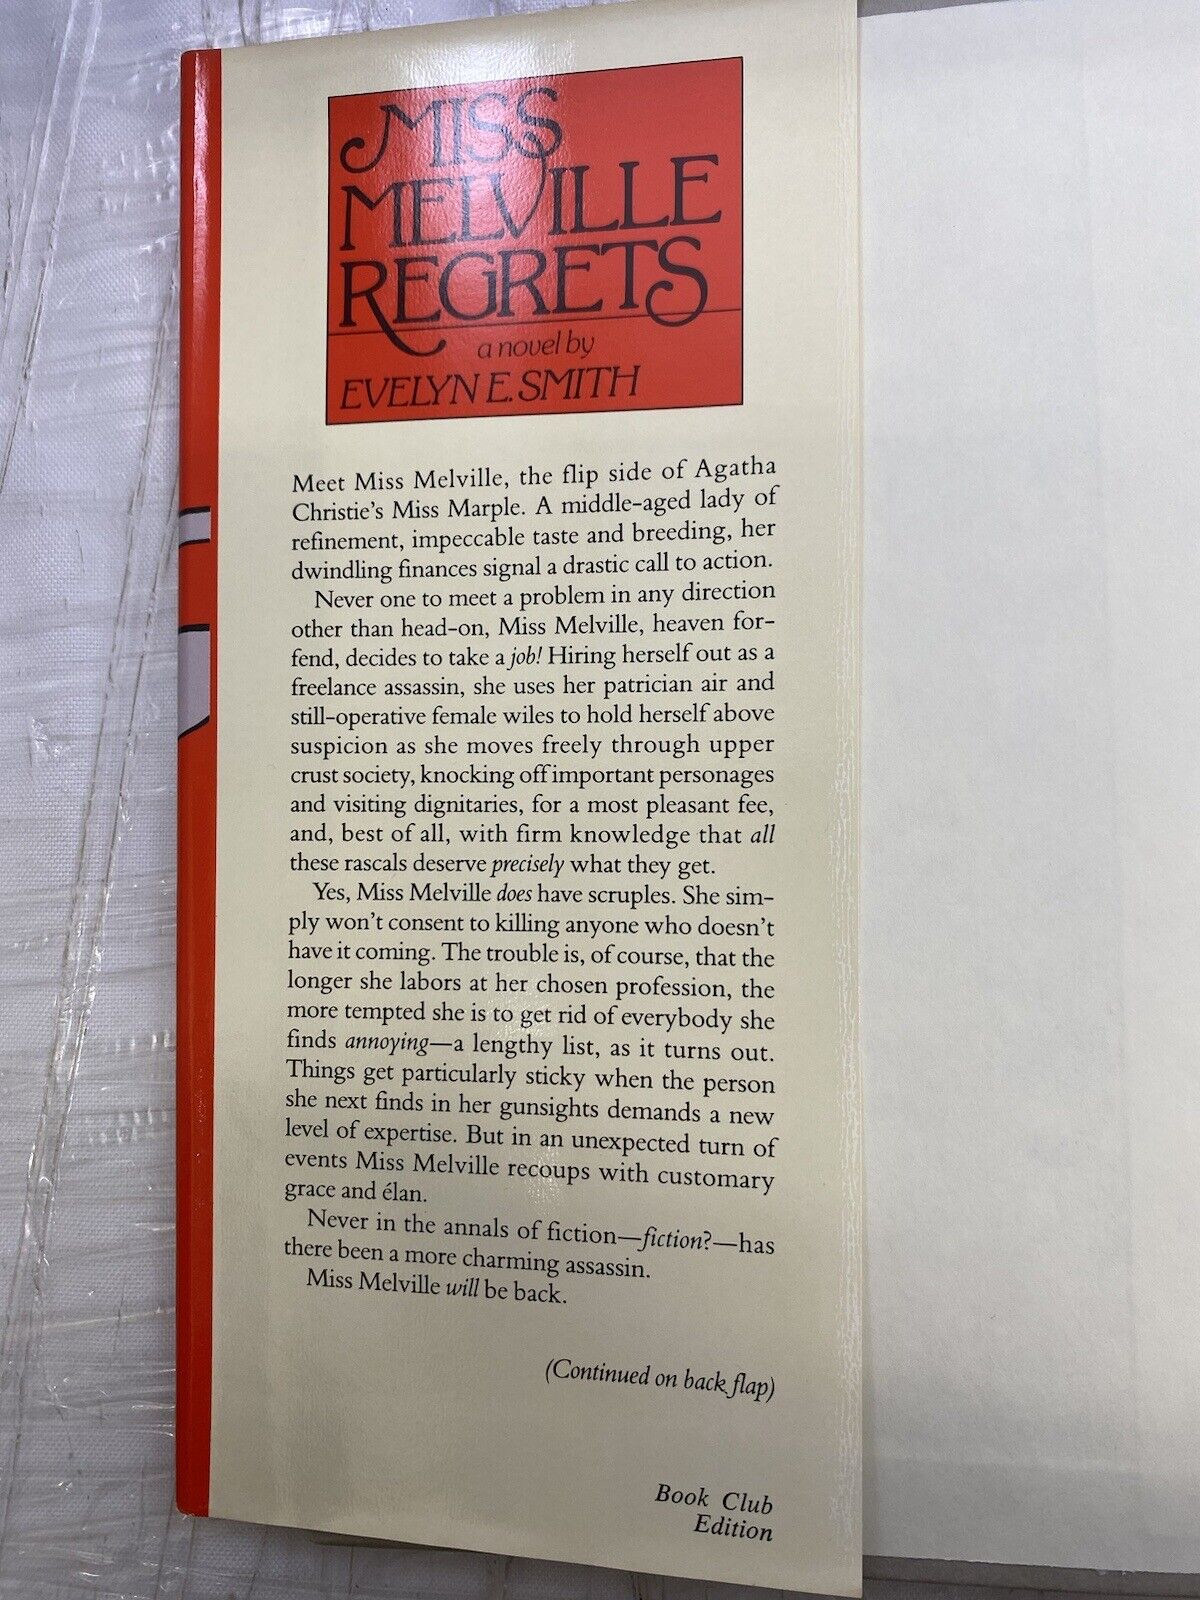 MISS
MELVILLE
REGRETS
a novel by
EVELYN E. SMITH
Meet Miss Melville, the flip side of Agatha
Christie's Miss Marple. A middle-aged lady of
refinement, impeccable taste and breeding, her
dwindling finances signal a drastic call to action.
Never one to meet a problem in any direction
other than head-on, Miss Melville, heaven for-
fend, decides to take a job! Hiring herself out as a
freelance assassin, she uses her patrician air and
still-operative female wiles to hold herself above
suspicion as she moves freely through upper
crust society, knocking off important personages
and visiting dignitaries, for a most pleasant fee,
and, best of all, with firm knowledge that all
these rascals deserve precisely what they get.
Yes, Miss Melville does have scruples. She sim-
ply won't consent to killing anyone who doesn't
have it coming. The trouble is, of course, that the
longer she labors at her chosen profession, the
more tempted she is to get rid of everybody she
finds annoying—a lengthy list, as it turns out.
Things get particularly sticky when the person
she next finds in her gunsights demands a new
level of expertise. But in an unexpected turn of
events Miss Melville recoups with customary
grace and élan.
Never in the annals of fiction—fiction?—has
there been a more charming assassin.
Miss Melville will be back.
(Continued on back flap)
Book Club
Edition